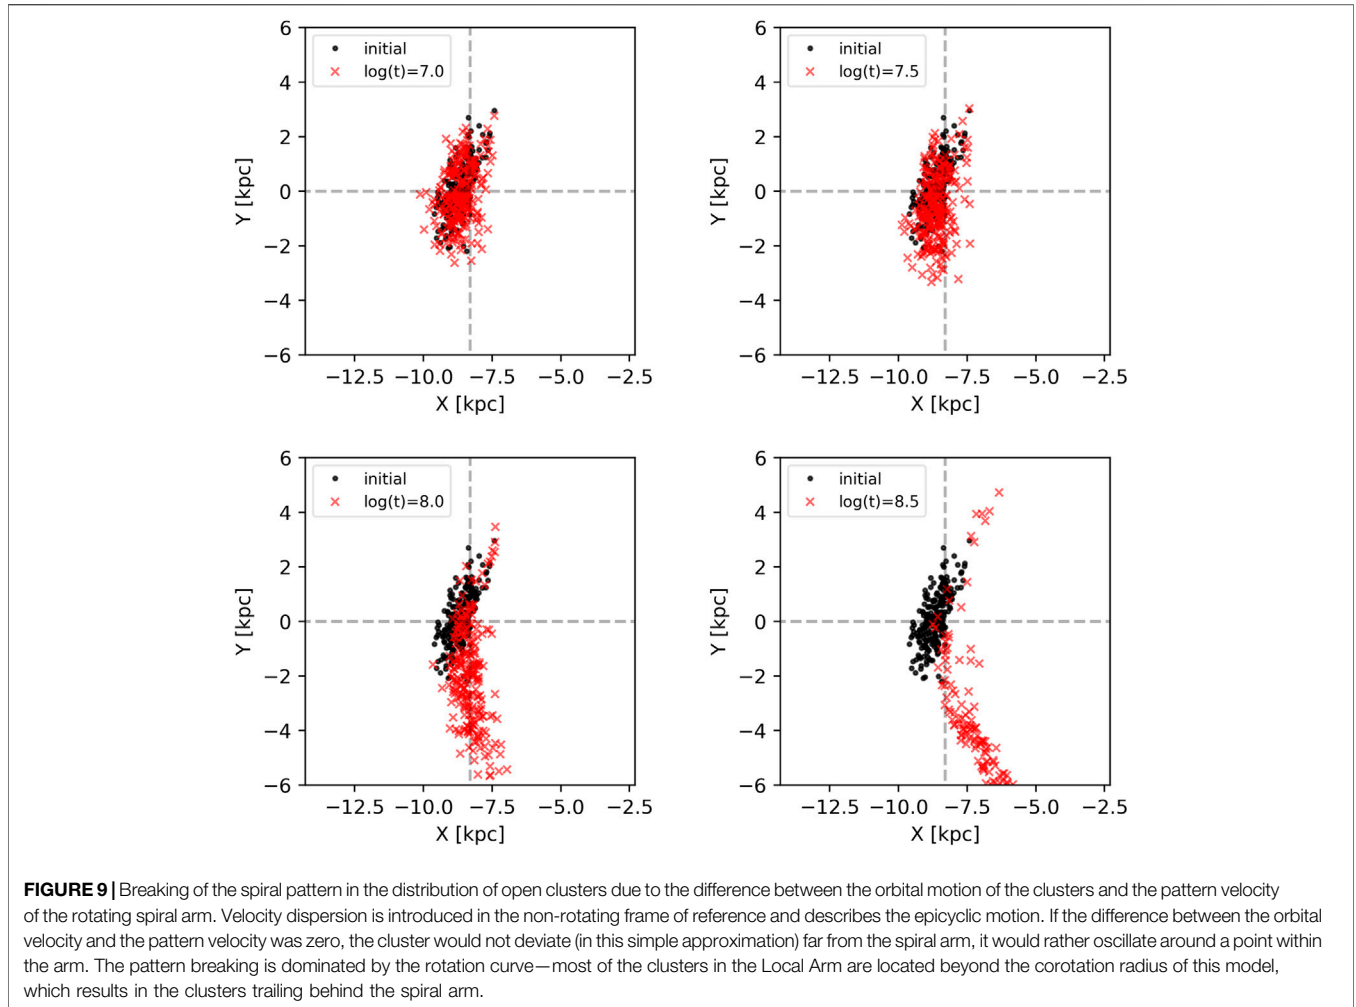 6
4
2
0
−2
−4
−6
Y [kpc]
initial
log(t)=7.0
−12.5 −10.0 −7.5 −5.0 −2.5
X [kpc]
6
4
2
0
−2
−4
−6
Y [kpc]
initial
log(t)=7.5
−12.5 −10.0 −7.5 −5.0 −2.5
X [kpc]
6
4
2
0
−2
−4
−6
Y [kpc]
initial
log(t)=8.0
−12.5 −10.0 −7.5 −5.0 −2.5
X [kpc]
6
4
2
0
−2
−4
−6
Y [kpc]
initial
log(t)=8.5
−12.5 −10.0 −7.5 −5.0 −2.5
X [kpc]
FIGURE 9 | Breaking of the spiral pattern in the distribution of open clusters due to the difference between the orbital motion of the clusters and the pattern velocity
of the rotating spiral arm. Velocity dispersion is introduced in the non-rotating frame of reference and describes the epicyclic motion. If the difference between the orbital
velocity and the pattern velocity was zero, the cluster would not deviate (in this simple approximation) far from the spiral arm, it would rather oscillate around a point within
the arm. The pattern breaking is dominated by the rotation curve—most of the clusters in the Local Arm are located beyond the corotation radius of this model,
which results in the clusters trailing behind the spiral arm.